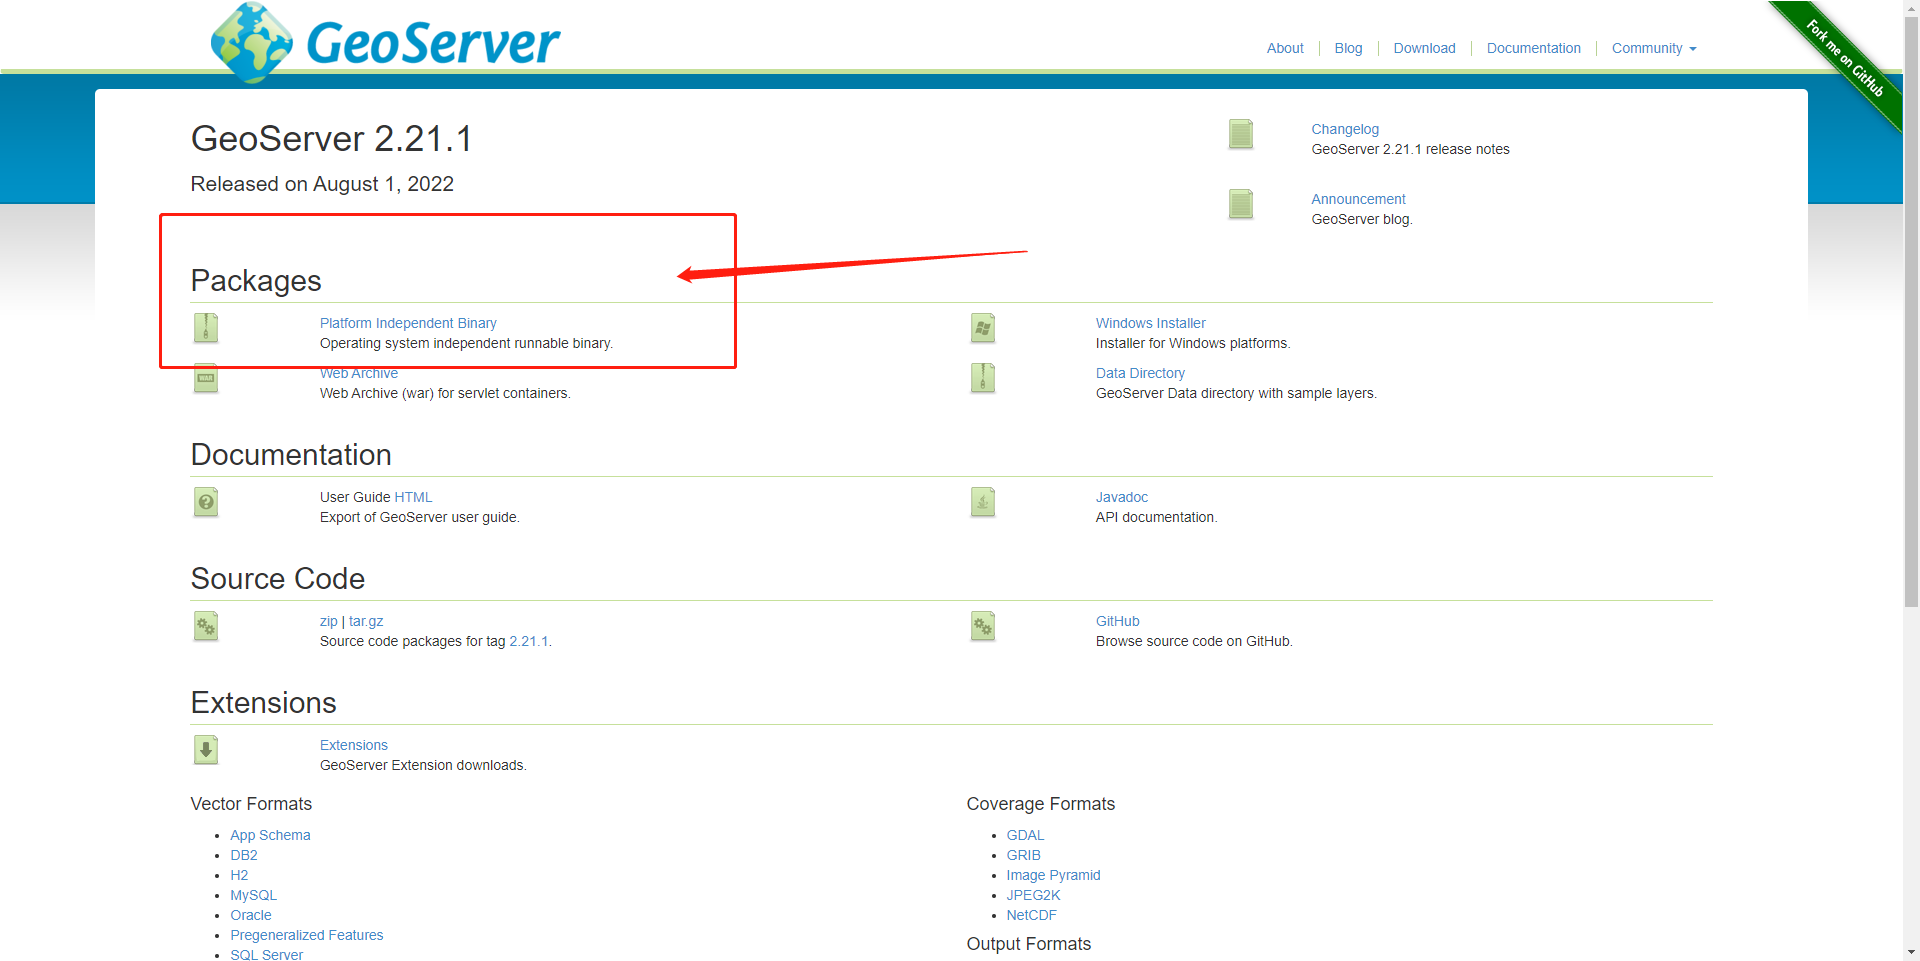 GeoServer
About
Blog
Download
Documentation
Community
Fork me on GitHub
GeoServer 2.21.1
Released on August 1, 2022
Changelog
GeoServer 2.21.1 release notes
Announcement
GeoServer blog.
Packages
Platform Independent Binary
Operating system independent runnable binary.
Windows Installer
Installer for Windows platforms.
WAR
Web Archive
Web Archive (war) for servlet containers.
Data Directory
GeoServer Data directory with sample layers.
Documentation
User Guide HTML
Export of GeoServer user guide.
Javadoc
API documentation.
Source Code
zip | tar.gz
Source code packages for tag 2.21.1.
GitHub
Browse source code on GitHub.
Extensions
Extensions
GeoServer Extension downloads.
Vector Formats
App Schema
DB2
H2
MySQL
Oracle
Pregeneralized Features
SQL Server
Coverage Formats
GDAL
GRIB
Image Pyramid
JPEG2K
NetCDF
Output Formats